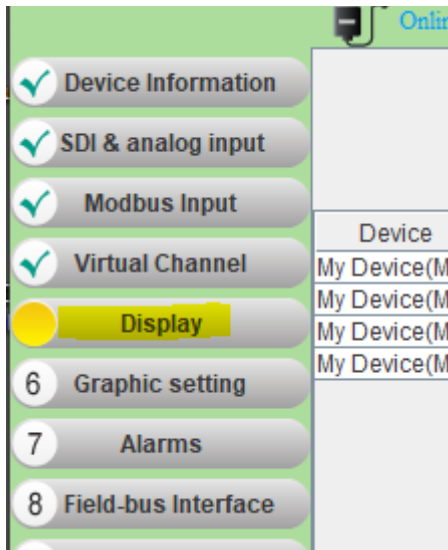 Onlin
Device Information
SDI & analog input
Modbus Input
Virtual Channel
Display
6 Graphic setting
7 Alarms
8 Field-bus Interface
Device
My Device(M
My Device(M
My Device(M
My Device(M